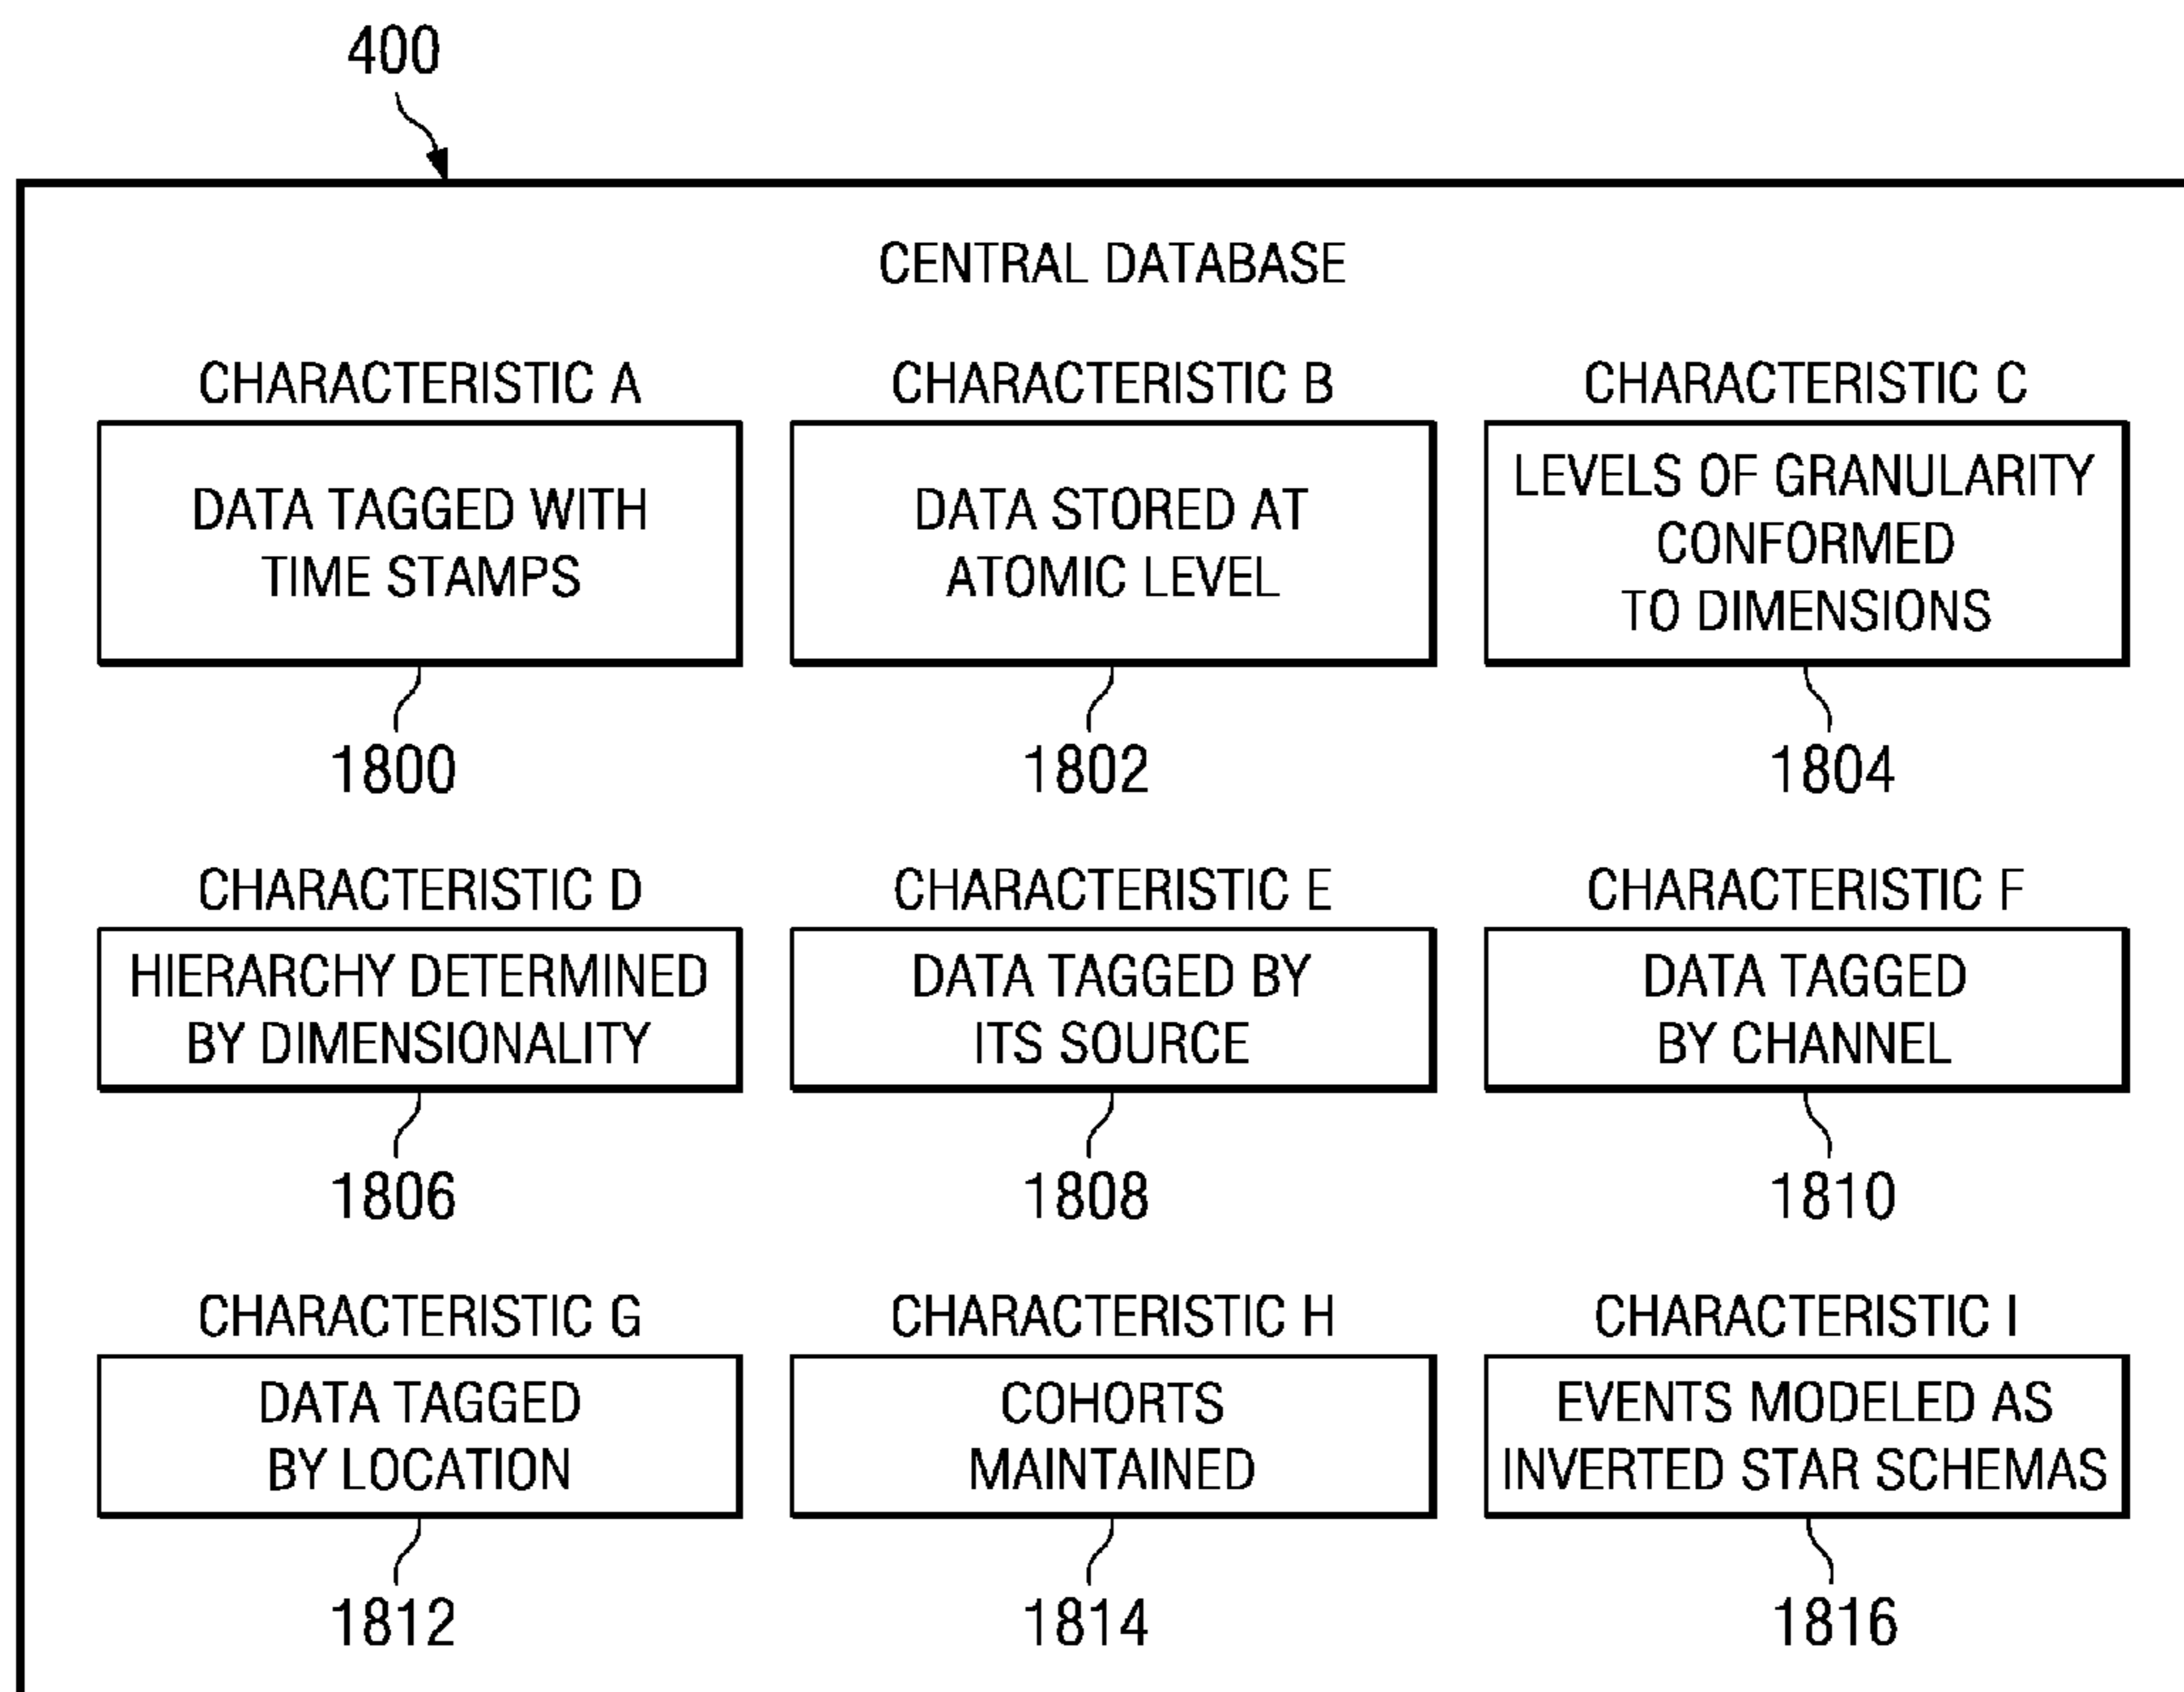 400
CENTRAL DATABASE
CHARACTERISTIC A
DATA TAGGED WITH
TIME STAMPS
1800
CHARACTERISTIC B
DATA STORED AT
ATOMIC LEVEL
1802
CHARACTERISTIC C
LEVELS OF GRANULARITY
CONFORMED
TO DIMENSIONS
1804
CHARACTERISTIC D
HIERARCHY DETERMINED
BY DIMENSIONALITY
1806
CHARACTERISTIC E
DATA TAGGED BY
ITS SOURCE
1808
CHARACTERISTIC F
DATA TAGGED
BY CHANNEL
1810
CHARACTERISTIC G
DATA TAGGED
BY LOCATION
1812
CHARACTERISTIC H
COHORTS
MAINTAINED
1814
CHARACTERISTIC I
EVENTS MODELED AS
INVERTED STAR SCHEMAS
1816